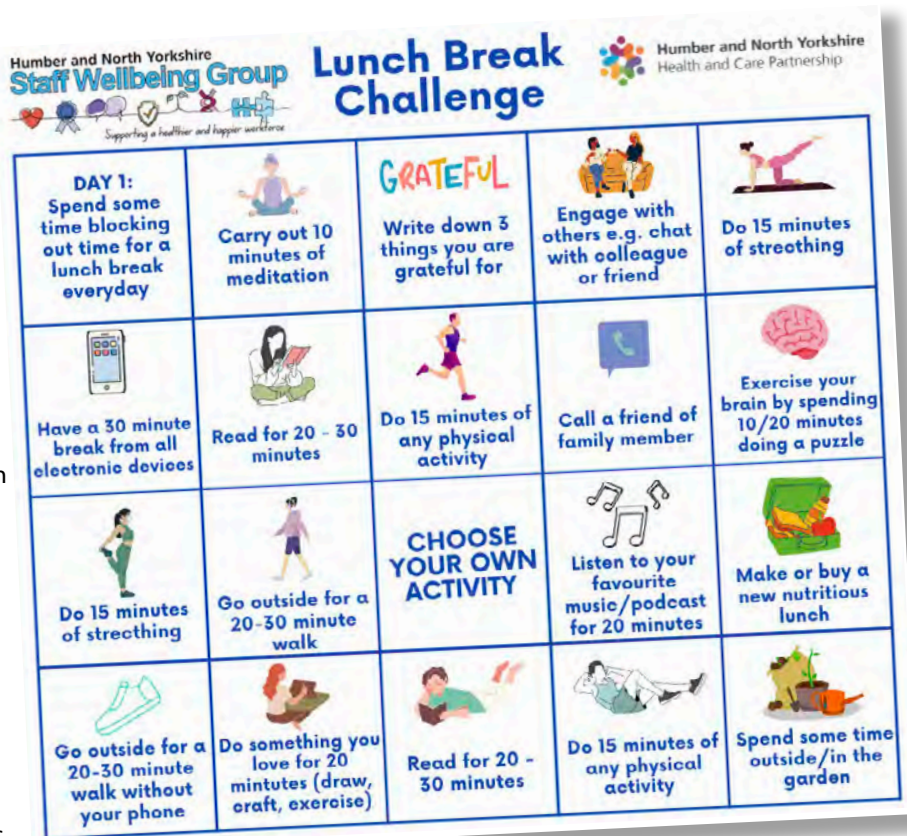 Humber and North Yorkshire
Staff Wellbeing Group
Supporting a healthier and happier workforce
Lunch Break
Challenge
Humber and North Yorkshire
Health and Care Partnership
DAY 1:
Spend some
time blocking
out time for a
lunch break
everyday
Carry out 10
minutes of
meditation
GRATEFUL
Write down 3
things you are
grateful for
Engage with
others e.g. chat
with colleague
or friend
Do 15 minutes
of strecthing
Have a 30 minute
break from all
electronic devices
Read for 20 - 30
minutes
Do 15 minutes of
any physical
activity
Call a friend of
family member
Exercise your
brain by spending
10/20 minutes
doing a puzzle
Do 15 minutes
of strecthing
Go outside for a
20-30 minute
walk
CHOOSE
YOUR OWN
ACTIVITY
Listen to your
favourite
music/podcast
for 20 minutes
Make or buy a
new nutritious
lunch
Go outside for a
20-30 minute
walk without
your phone
Do something you
love for 20
mintutes (draw,
craft, exercise)
Read for 20 -
30 minutes
Do 15 minutes of
any physical
activity
Spend some time
outside/in the
garden